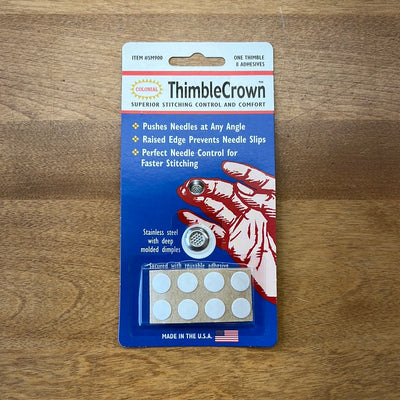 ITEM #ISM900
ONE THIMBLE
8 ADHESIVES
COLONIAL
ThimbleCrown™
SUPERIOR STITCHING CONTROL AND COMFORT
Pushes Needles at Any Angle
Raised Edge Prevents Needle Slips
Perfect Needle Control for
Faster Stitching
Stainless steel
with deep
molded dimples
Secured with reusable adhesive
MADE IN THE U.S.A.